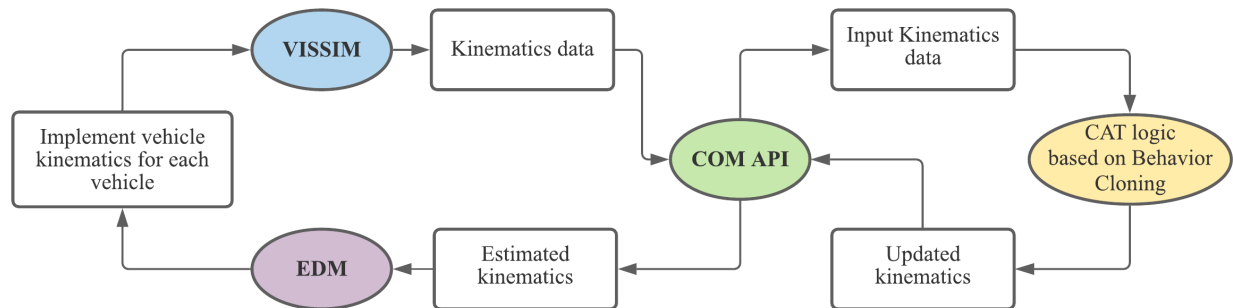 VISSIM
Kinematics data
Input Kinematics
data
Implement vehicle
kinematics for each
vehicle
COM API
CAT logic
based on Behavior
Cloning
EDM
Estimated
kinematics
Updated
kinematics